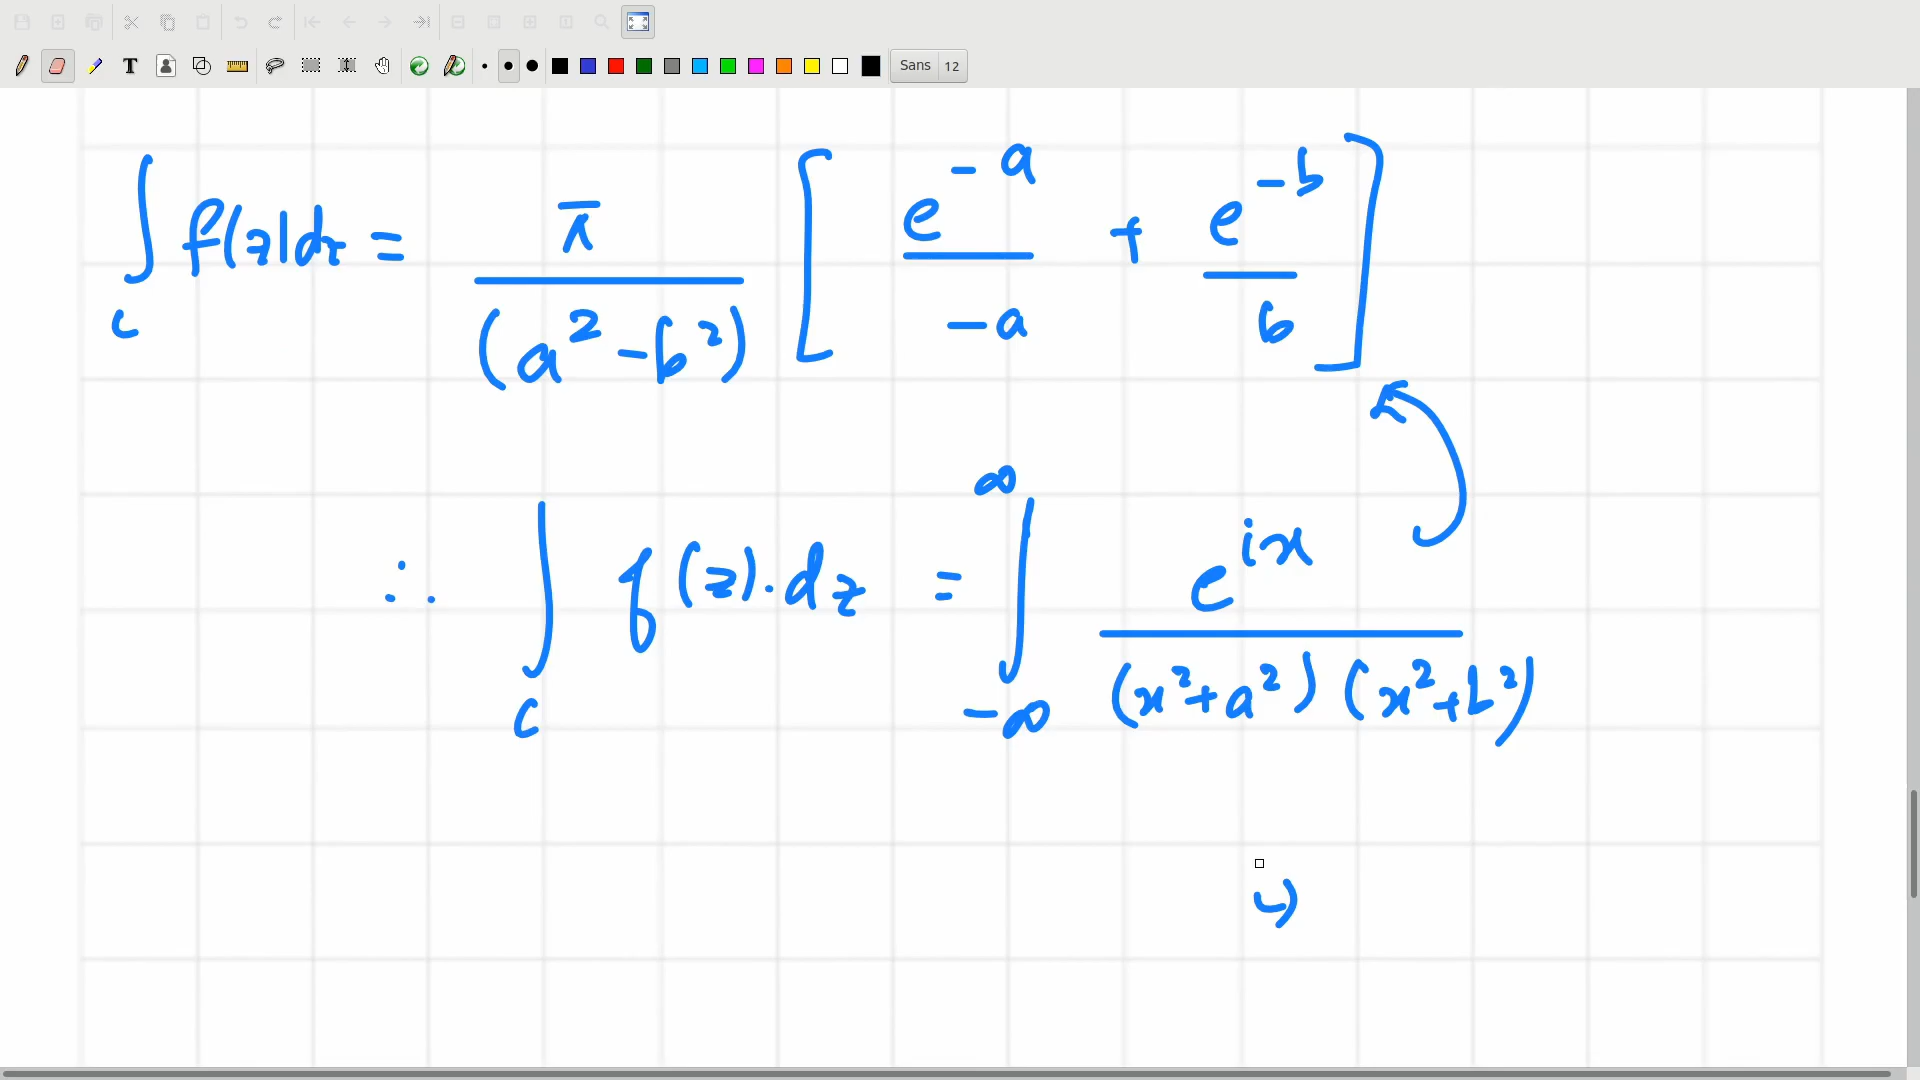 Sans 12
∫_c f(z)dz = π/(a² - b²) [ e^{-a}/-a + e^{-b}/b ]
∴ ∫_c f(z).dz = ∫_{-∞}^{∞} e^{ix}/(x²+a²)(x²+b²)